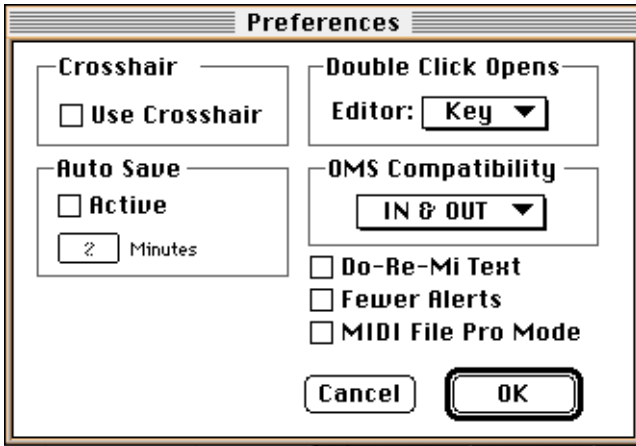 Preferences
Crosshair
Use Crosshair
Double Click Opens
Editor: Key
Auto Save
Active
2 Minutes
OMS Compatibility
IN & OUT
Do-Re-Mi Text
Fewer Alerts
MIDI File Pro Mode
Cancel
OK